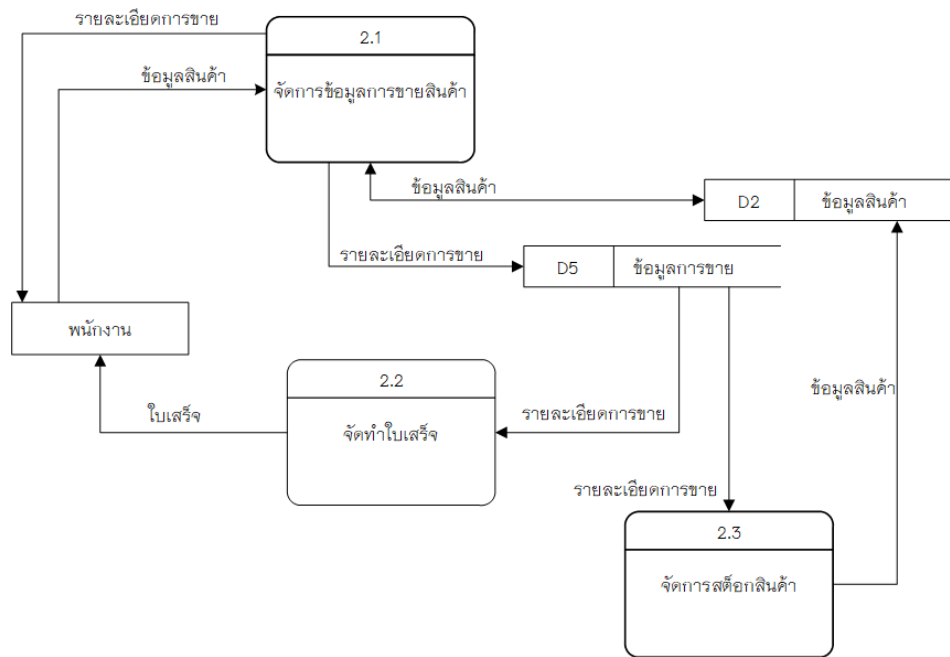 รายละเอียดการขาย
2.1
ข้อมูลสินค้า
จัดการข้อมูลการขายสินค้า
ข้อมูลสินค้า
D2
ข้อมูลสินค้า
รายละเอียดการขาย
D5
ข้อมูลการขาย
พนักงาน
2.2
ข้อมูลสินค้า
ใบเสร็จ
รายละเอียดการขาย
จัดทำใบเสร็จ
รายละเอียดการขาย
2.3
จัดการสต็อกสินค้า